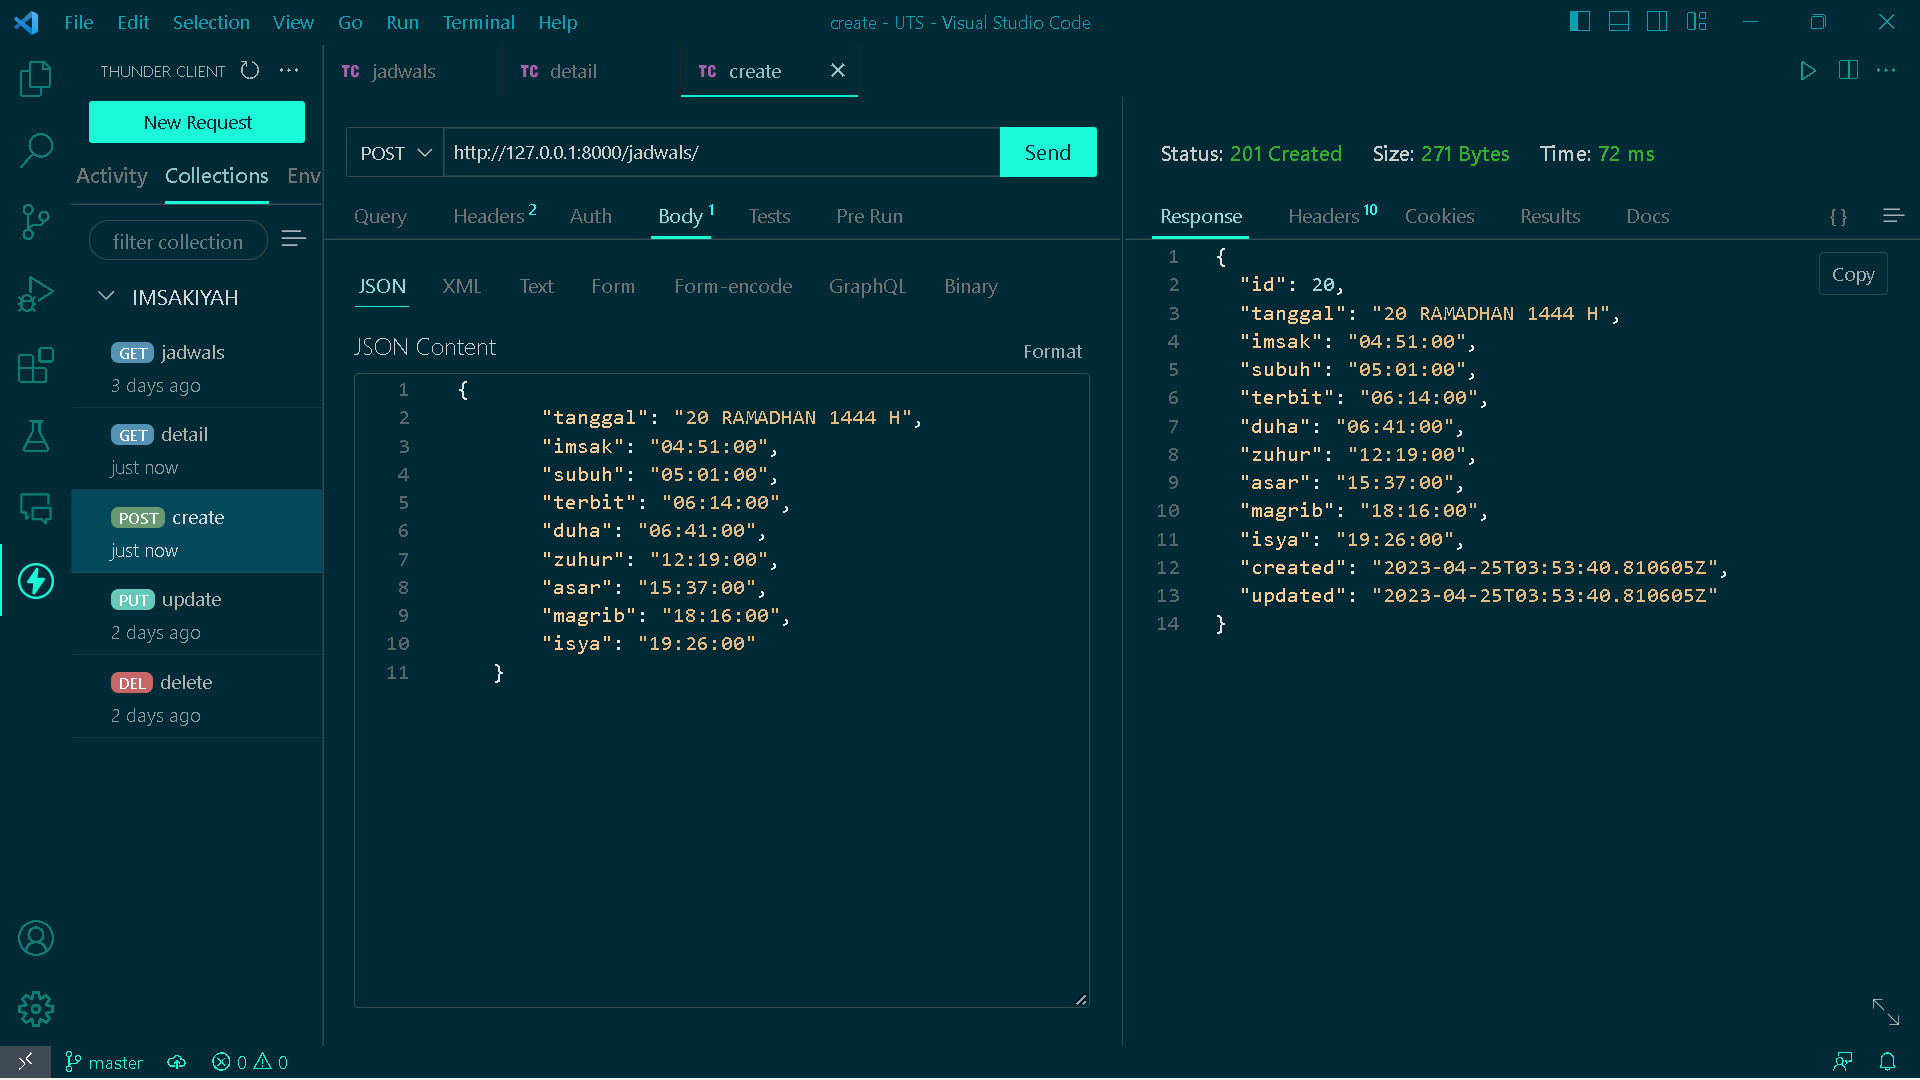 File Edit Selection View Go Run Terminal Help
create - UTS - Visual Studio Code
THUNDER CLIENT
New Request
Activity Collections Env
filter collection
IMSAKIYAH
GET jadwals
3 days ago
GET detail
just now
POST create
just now
PUT update
2 days ago
DEL delete
2 days ago
TC jadwals
TC detail
TC create
POST http://127.0.0.1:8000/jadwals/ Send
Query Headers 2 Auth Body 1 Tests Pre Run
JSON XML Text Form Form-encode GraphQL Binary
JSON Content
Format
1 {
2 "tanggal": "20 RAMADHAN 1444 H",
3 "imsak": "04:51:00",
4 "subuh": "05:01:00",
5 "terbit": "06:14:00",
6 "duha": "06:41:00",
7 "zuhur": "12:19:00",
8 "asar": "15:37:00",
9 "magrib": "18:16:00",
10 "isya": "19:26:00"
11 }
Status: 201 Created Size: 271 Bytes Time: 72 ms
Response Headers 10 Cookies Results Docs { }
Copy
1 {
2 "id": 20,
3 "tanggal": "20 RAMADHAN 1444 H",
4 "imsak": "04:51:00",
5 "subuh": "05:01:00",
6 "terbit": "06:14:00",
7 "duha": "06:41:00",
8 "zuhur": "12:19:00",
9 "asar": "15:37:00",
10 "magrib": "18:16:00",
11 "isya": "19:26:00",
12 "created": "2023-04-25T03:53:40.810605Z",
13 "updated": "2023-04-25T03:53:40.810605Z"
14 }
master 0 0